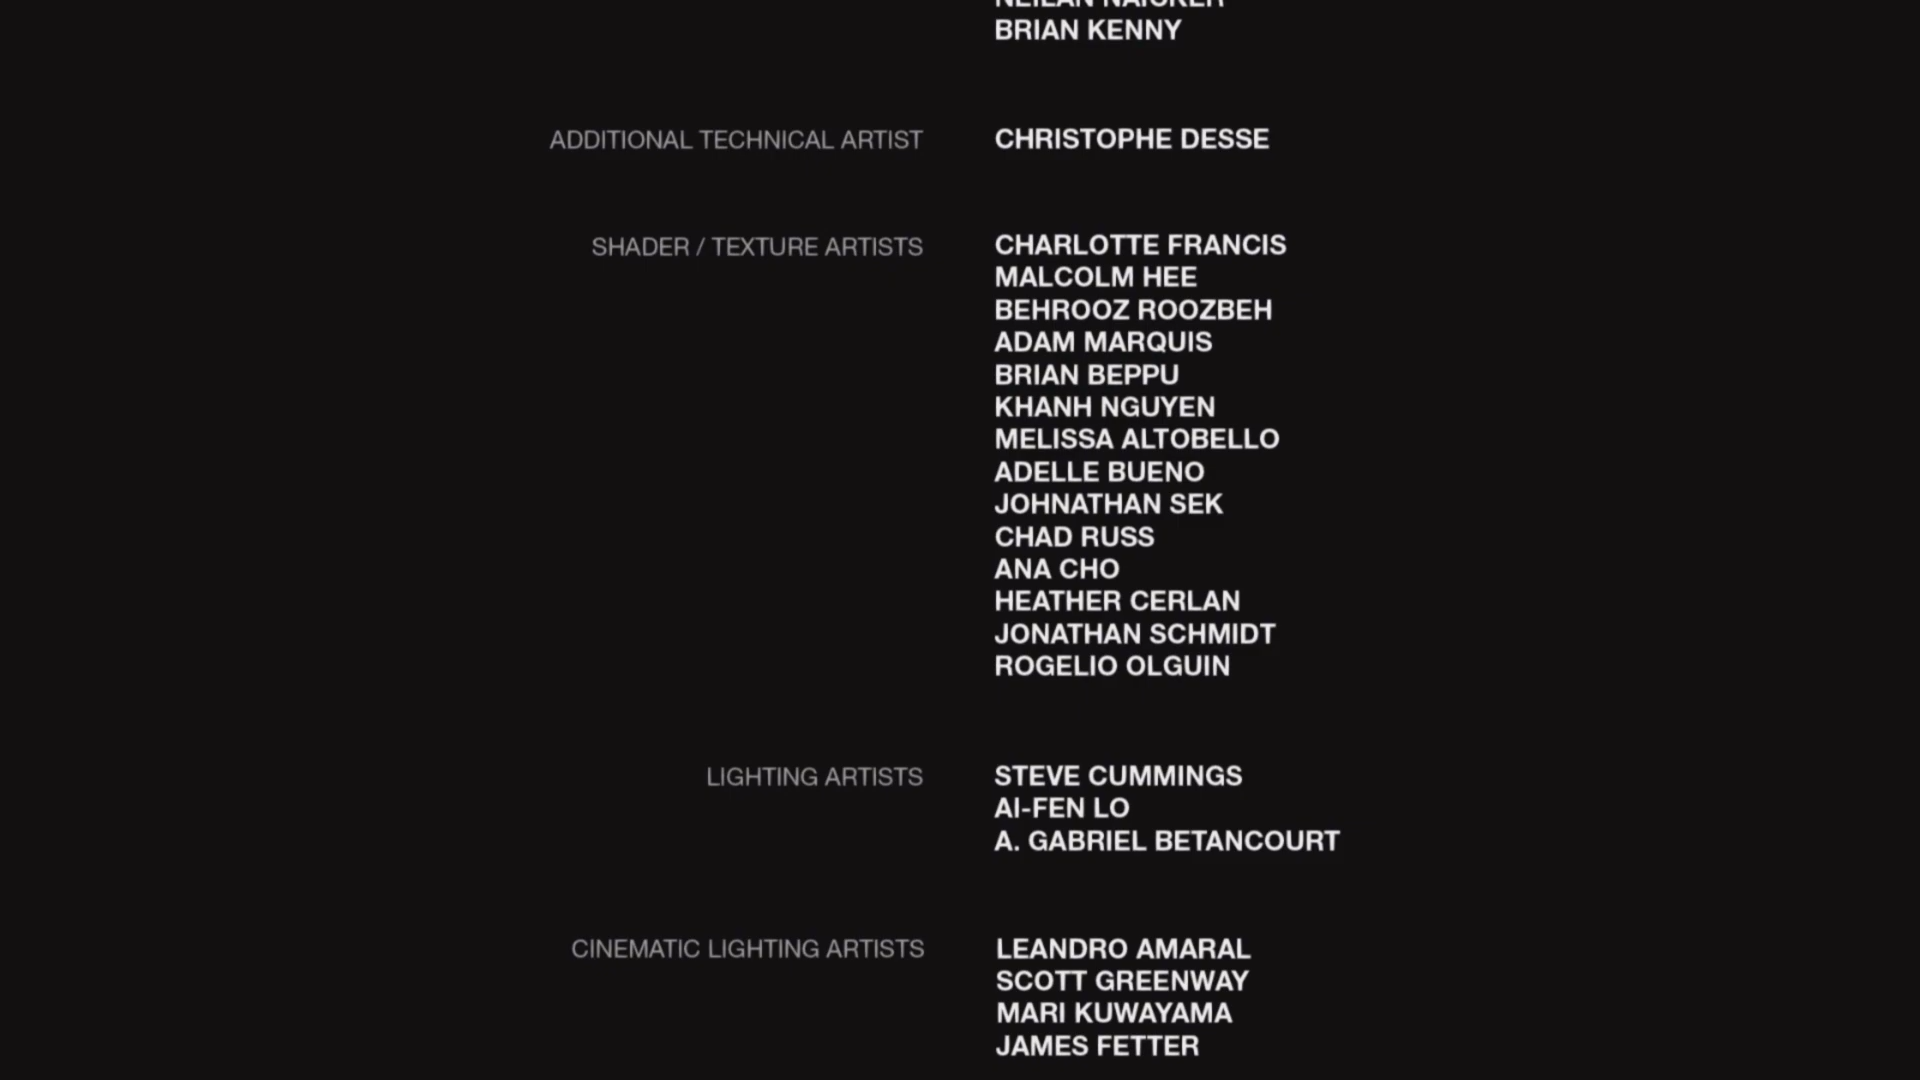 BRIAN KENNY
ADDITIONAL TECHNICAL ARTIST CHRISTOPHE DESSE
SHADER / TEXTURE ARTISTS CHARLOTTE FRANCIS
MALCOLM HEE
BEHROOZ ROOZBEH
ADAM MARQUIS
BRIAN BEPPU
KHANH NGUYEN
MELISSA ALTOBELLO
ADELLE BUENO
JOHNATHAN SEK
CHAD RUSS
ANA CHO
HEATHER CERLAN
JONATHAN SCHMIDT
ROGELIO OLGUIN
LIGHTING ARTISTS STEVE CUMMINGS
AI-FEN LO
A. GABRIEL BETANCOURT
CINEMATIC LIGHTING ARTISTS LEANDRO AMARAL
SCOTT GREENWAY
MARI KUWAYAMA
JAMES FETTER